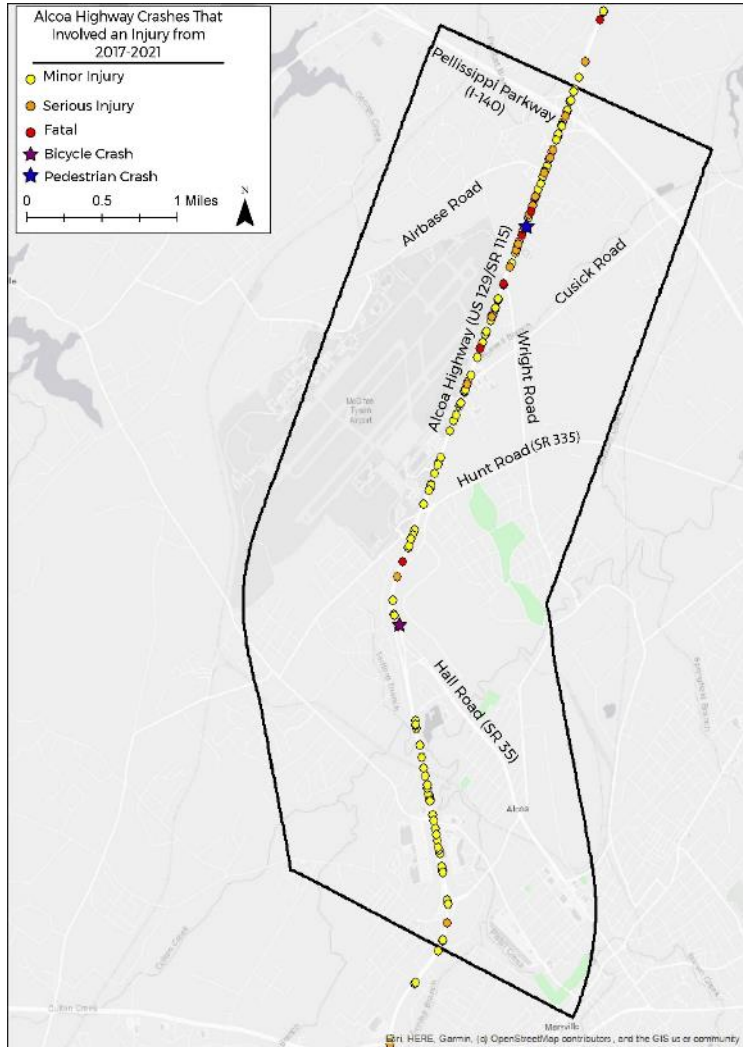 Alcoa Highway Crashes That
Involved an Injury from
2017-2021
Minor Injury
Serious Injury
Fatal
Bicycle Crash
Pedestrian Crash
0 0.5 1 Miles
N
Pellissippi Parkway
(I-140)
Airbase Road
Alcoa Highway (US 129/SR 115)
Cusick Road
Wright Road
McGhee
Tyson
Airport
Hunt Road (SR 335)
Hall Road (SR 35)
Alcoa
Maryville
Esri, HERE, Garmin, (c) OpenStreetMap contributors, and the GIS user community